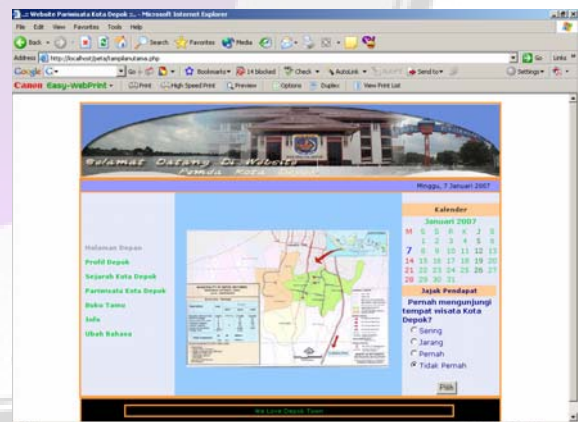 ..:: Website Pariwisata Kota Depok ::.. - Microsoft Internet Explorer
File Edit View Favorites Tools Help
Back Search Favorites Media
Address http://localhost/peta/tampilanutama.php Go Links
Google Go Bookmarks 14 blocked Check AutoLink Send to Settings
Canon Easy-WebPrint Print High Speed Print Preview Options Duplex View Print List
Selamat Datang Di Website
Pemda Kota Depok
Minggu, 7 Januari 2007
Halaman Depan
Profil Depok
Sejarah Kota Depok
Pariwisata Kota Depok
Buku Tamu
Info
Ubah Bahasa
Kalender
Januari 2007
M S S R K J S
1 2 3 4 5 6
7 8 9 10 11 12 13
14 15 16 17 18 19 20
21 22 23 24 25 26 27
28 29 30 31
Jajak Pendapat
Pernah mengunjungi
tempat wisata Kota
Depok?
Sering
Jarang
Pernah
Tidak Pernah
Pilih
We Love Depok Town